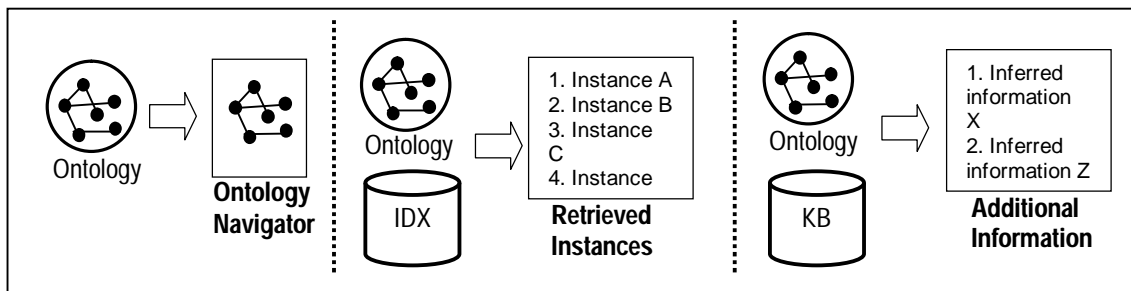 Ontology
Ontology
Navigator
Ontology
IDX
1. Instance A
2. Instance B
3. Instance
C
4. Instance
Retrieved
Instances
Ontology
KB
1. Inferred
information
X
2. Inferred
information Z
Additional
Information